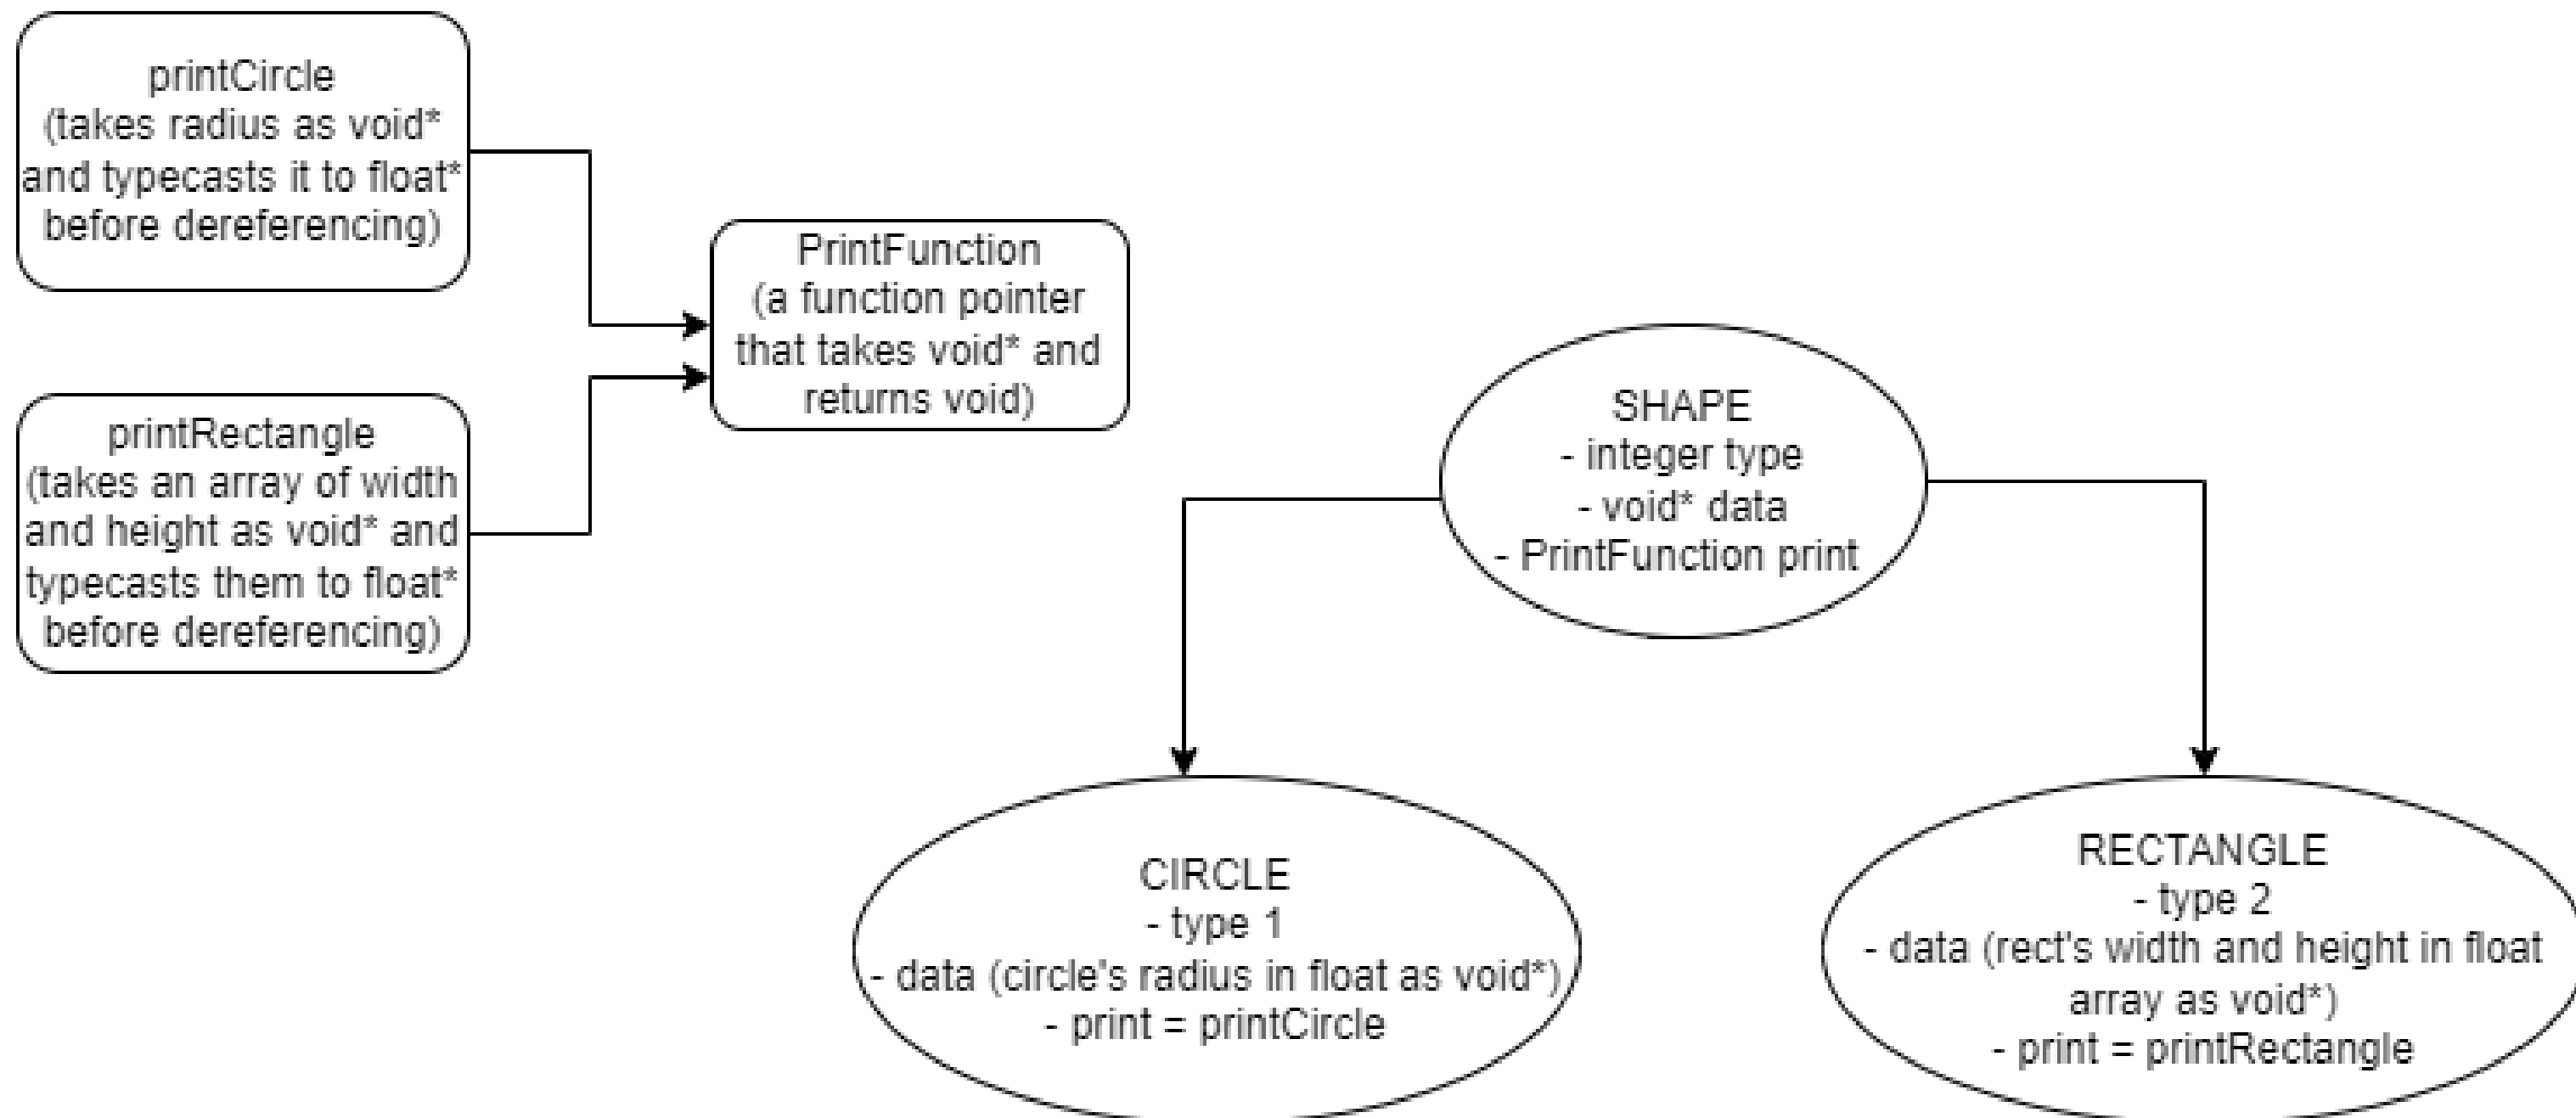 printCircle
(takes radius as void*
and typecasts it to float*
before dereferencing)
PrintFunction
(a function pointer
that takes void* and
returns void)
printRectangle
(takes an array of width
and height as void* and
typecasts them to float*
before dereferencing)
SHAPE
- integer type
- void* data
- PrintFunction print
CIRCLE
- type 1
- data (circle's radius in float as void*)
- print = printCircle
RECTANGLE
- type 2
- data (rect's width and height in float
array as void*)
- print = printRectangle